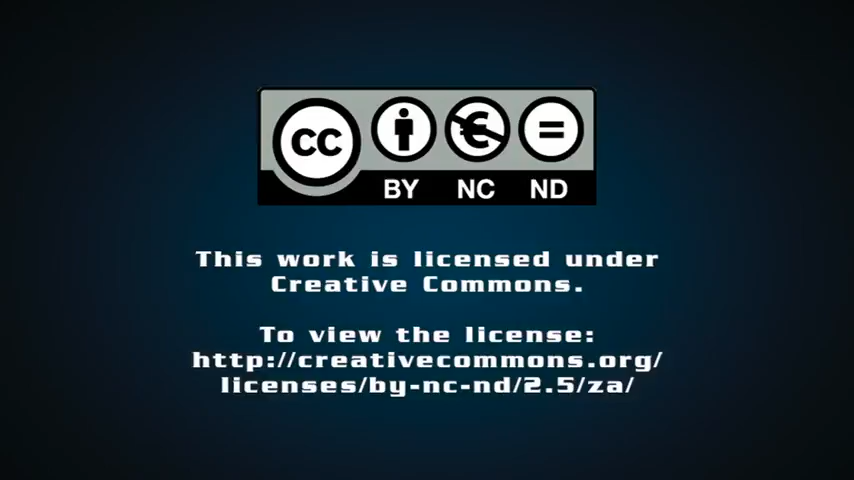 CC
BY NC ND
This work is licensed under
Creative Commons.
To view the license:
http://creativecommons.org/
licenses/by-nc-nd/2.5/za/